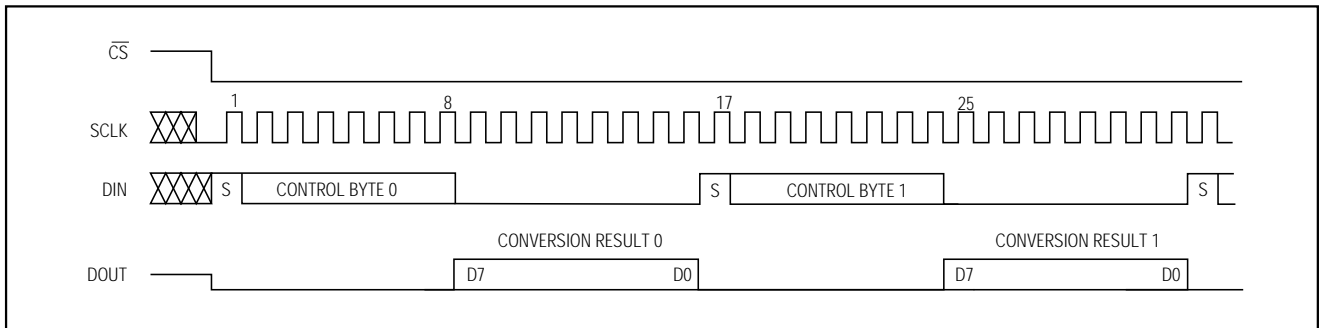 CS
1 8 17 25
SCLK
DIN S CONTROL BYTE 0 S CONTROL BYTE 1 S
CONVERSION RESULT 0 CONVERSION RESULT 1
DOUT D7 D0 D7 D0